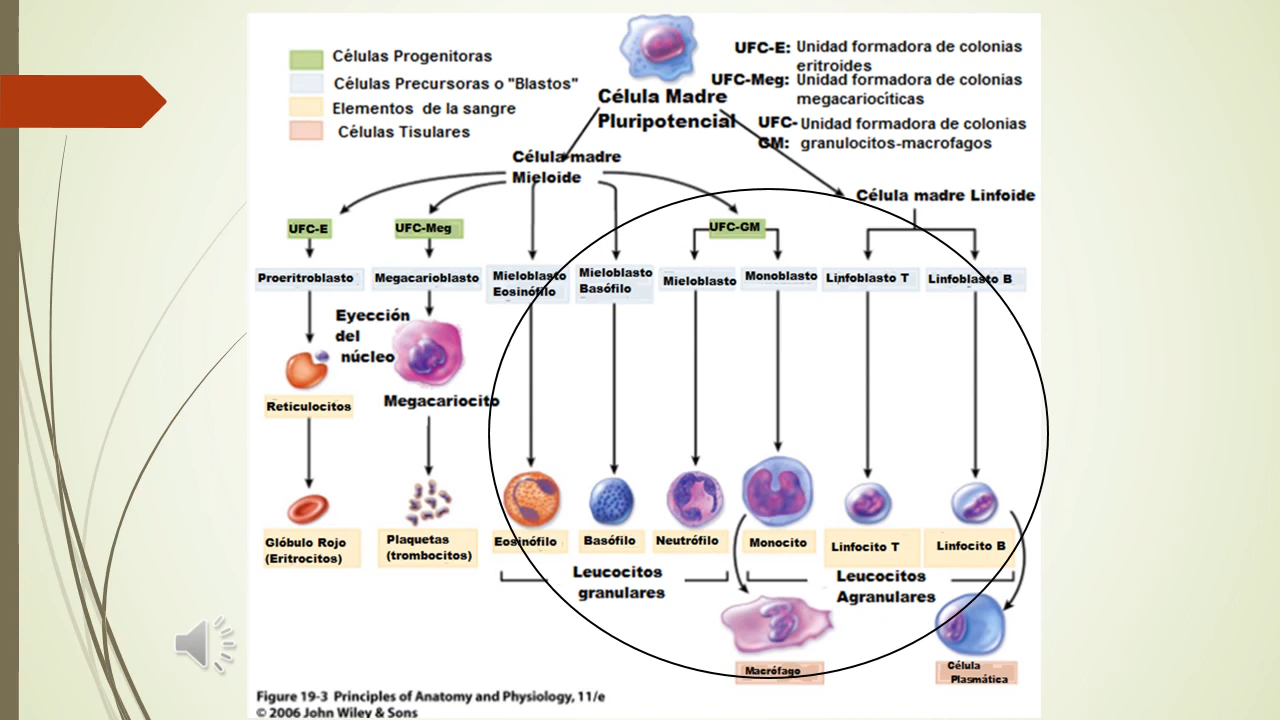 Células Progenitoras
Células Precursoras o "Blastos"
Elementos de la sangre
Células Tisulares
Célula Madre
Pluripotencial
UFC-E: Unidad formadora de colonias
eritroides
UFC-Meg: Unidad formadora de colonias
megacariocíticas
UFC- Unidad formadora de colonias
GM: granulocitos-macrofagos
Célula madre
Mieloide
Célula madre Linfoide
UFC-E
UFC-Meg
UFC-GM
Proeritroblasto
Megacarioblasto
Mieloblasto
Eosinófilo
Mieloblasto
Basófilo
Mieloblasto
Monoblasto
Linfoblasto T
Linfoblasto B
Eyección
del
núcleo
Reticulocitos
Megacariocito
Glóbulo Rojo
(Eritrocitos)
Plaquetas
(trombocitos)
Eosinófilo
Basófilo
Neutrófilo
Monocito
Linfocito T
Linfocito B
Leucocitos
granulares
Leucocitos
Agranulares
Macrófago
Célula
Plasmática
Figure 19-3 Principles of Anatomy and Physiology, 11/e
© 2006 John Wiley & Sons